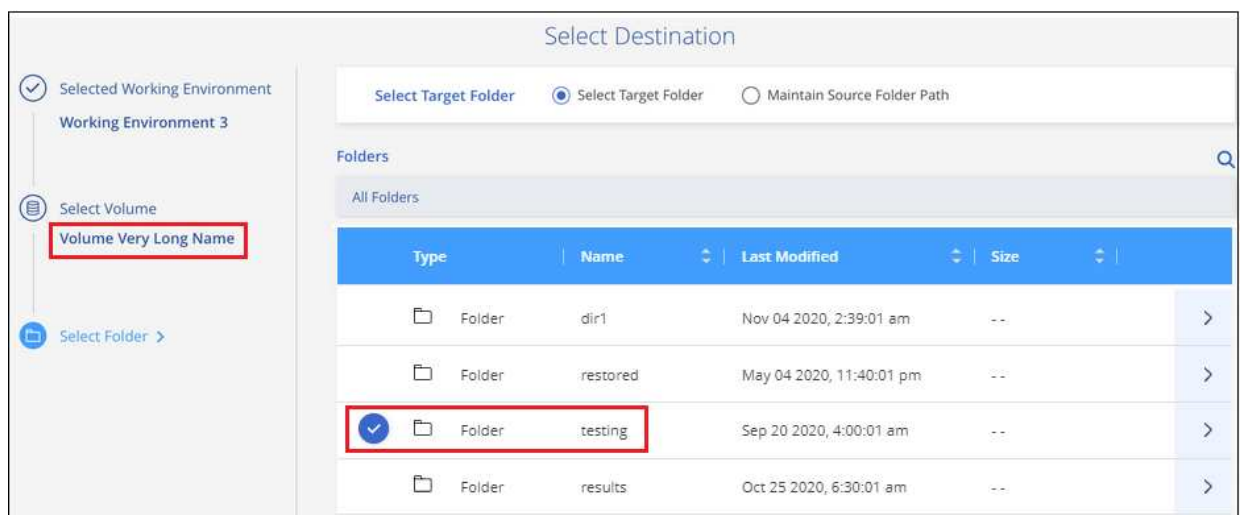 Select Destination
Selected Working Environment
Working Environment 3
Select Volume
Volume Very Long Name
Select Folder >
Select Target Folder Select Target Folder Maintain Source Folder Path
Folders
All Folders
Type Name Last Modified Size
Folder dir1 Nov 04 2020, 2:39:01 am - -
Folder restored May 04 2020, 11:40:01 pm - -
Folder testing Sep 20 2020, 4:00:01 am - -
Folder results Oct 25 2020, 6:30:01 am - -